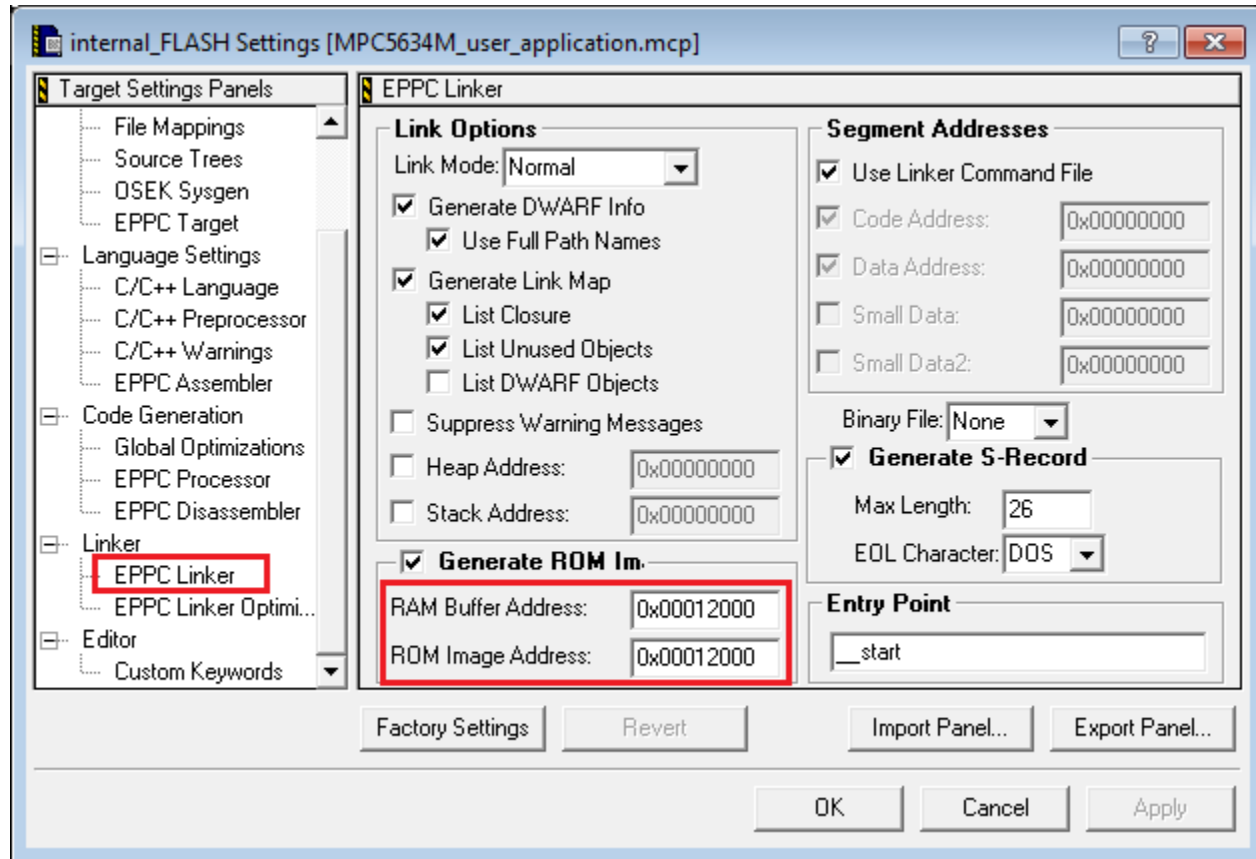 internal_FLASH Settings [MPC5634M_user_application.mcp]
Target Settings Panels
File Mappings
Source Trees
OSEK Sysgen
EPPC Target
Language Settings
C/C++ Language
C/C++ Preprocessor
C/C++ Warnings
EPPC Assembler
Code Generation
Global Optimizations
EPPC Processor
EPPC Disassembler
Linker
EPPC Linker
EPPC Linker Optimi...
Editor
Custom Keywords
EPPC Linker
Link Options
Link Mode: Normal
Generate DWARF Info
Use Full Path Names
Generate Link Map
List Closure
List Unused Objects
List DWARF Objects
Suppress Warning Messages
Heap Address: 0x00000000
Stack Address: 0x00000000
Generate ROM Im.
RAM Buffer Address: 0x00012000
ROM Image Address: 0x00012000
Segment Addresses
Use Linker Command File
Code Address: 0x00000000
Data Address: 0x00000000
Small Data: 0x00000000
Small Data2: 0x00000000
Binary File: None
Generate S-Record
Max Length: 26
EOL Character: DOS
Entry Point
__start
Factory Settings
Revert
Import Panel...
Export Panel...
OK
Cancel
Apply